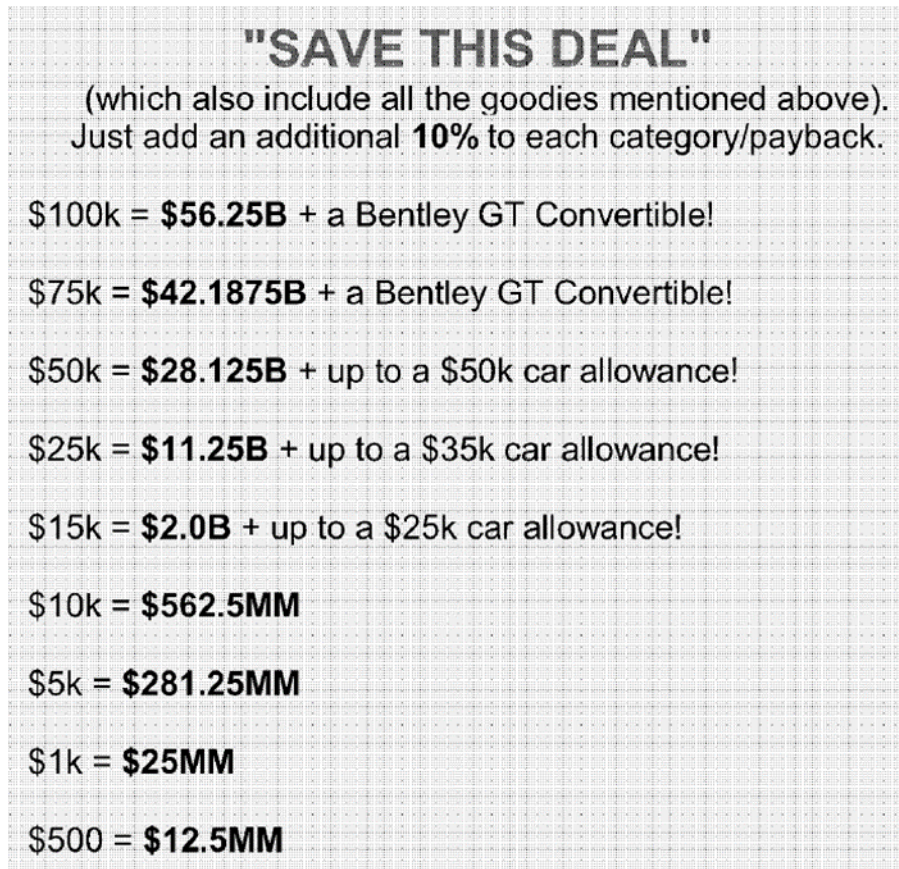 "SAVE THIS DEAL"
(which also include all the goodies mentioned above).
Just add an additional 10% to each category/payback.
$100k = $56.25B + a Bentley GT Convertible!
$75k = $42.1875B + a Bentley GT Convertible!
$50k = $28.125B + up to a $50k car allowance!
$25k = $11.25B + up to a $35k car allowance!
$15k = $2.0B + up to a $25k car allowance!
$10k = $562.5MM
$5k = $281.25MM
$1k = $25MM
$500 = $12.5MM